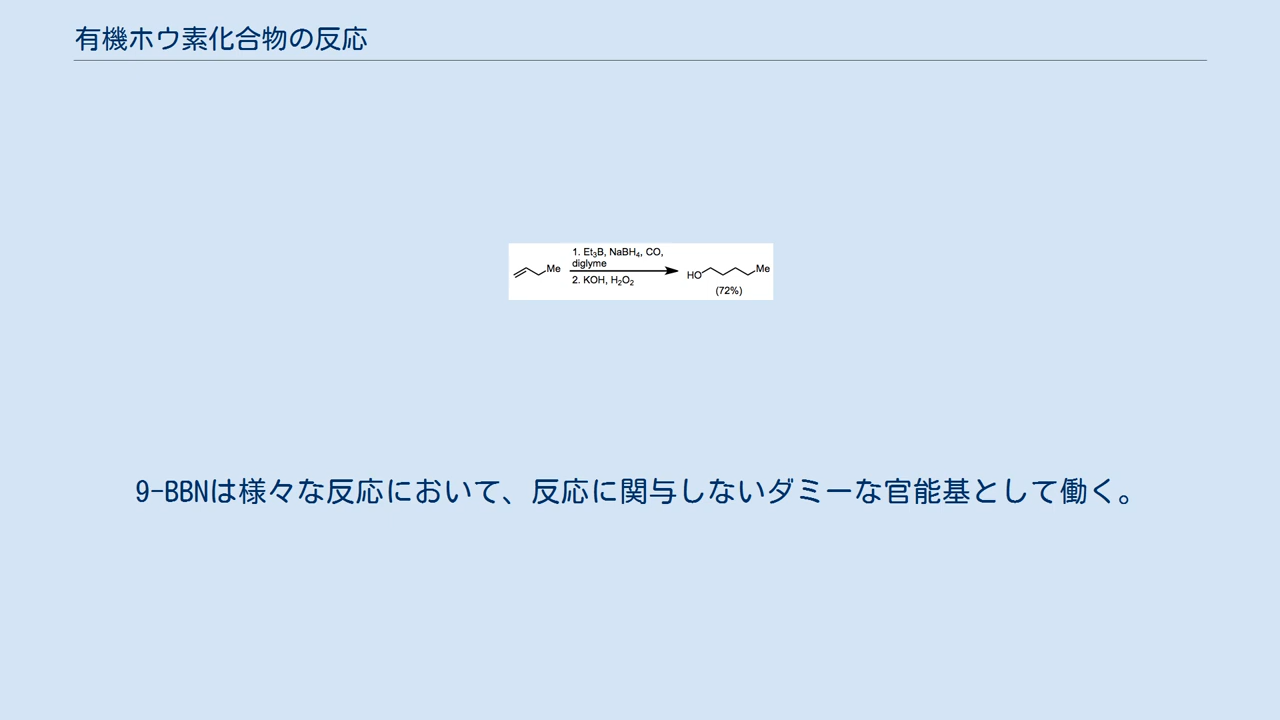 有機ホウ素化合物の反応
1. Et₃B, NaBH₄, CO,
diglyme
2. KOH, H₂O₂
Me
HO
Me
(72%)
9-BBNは様々な反応において、反応に関与しないダミーな官能基として働く。